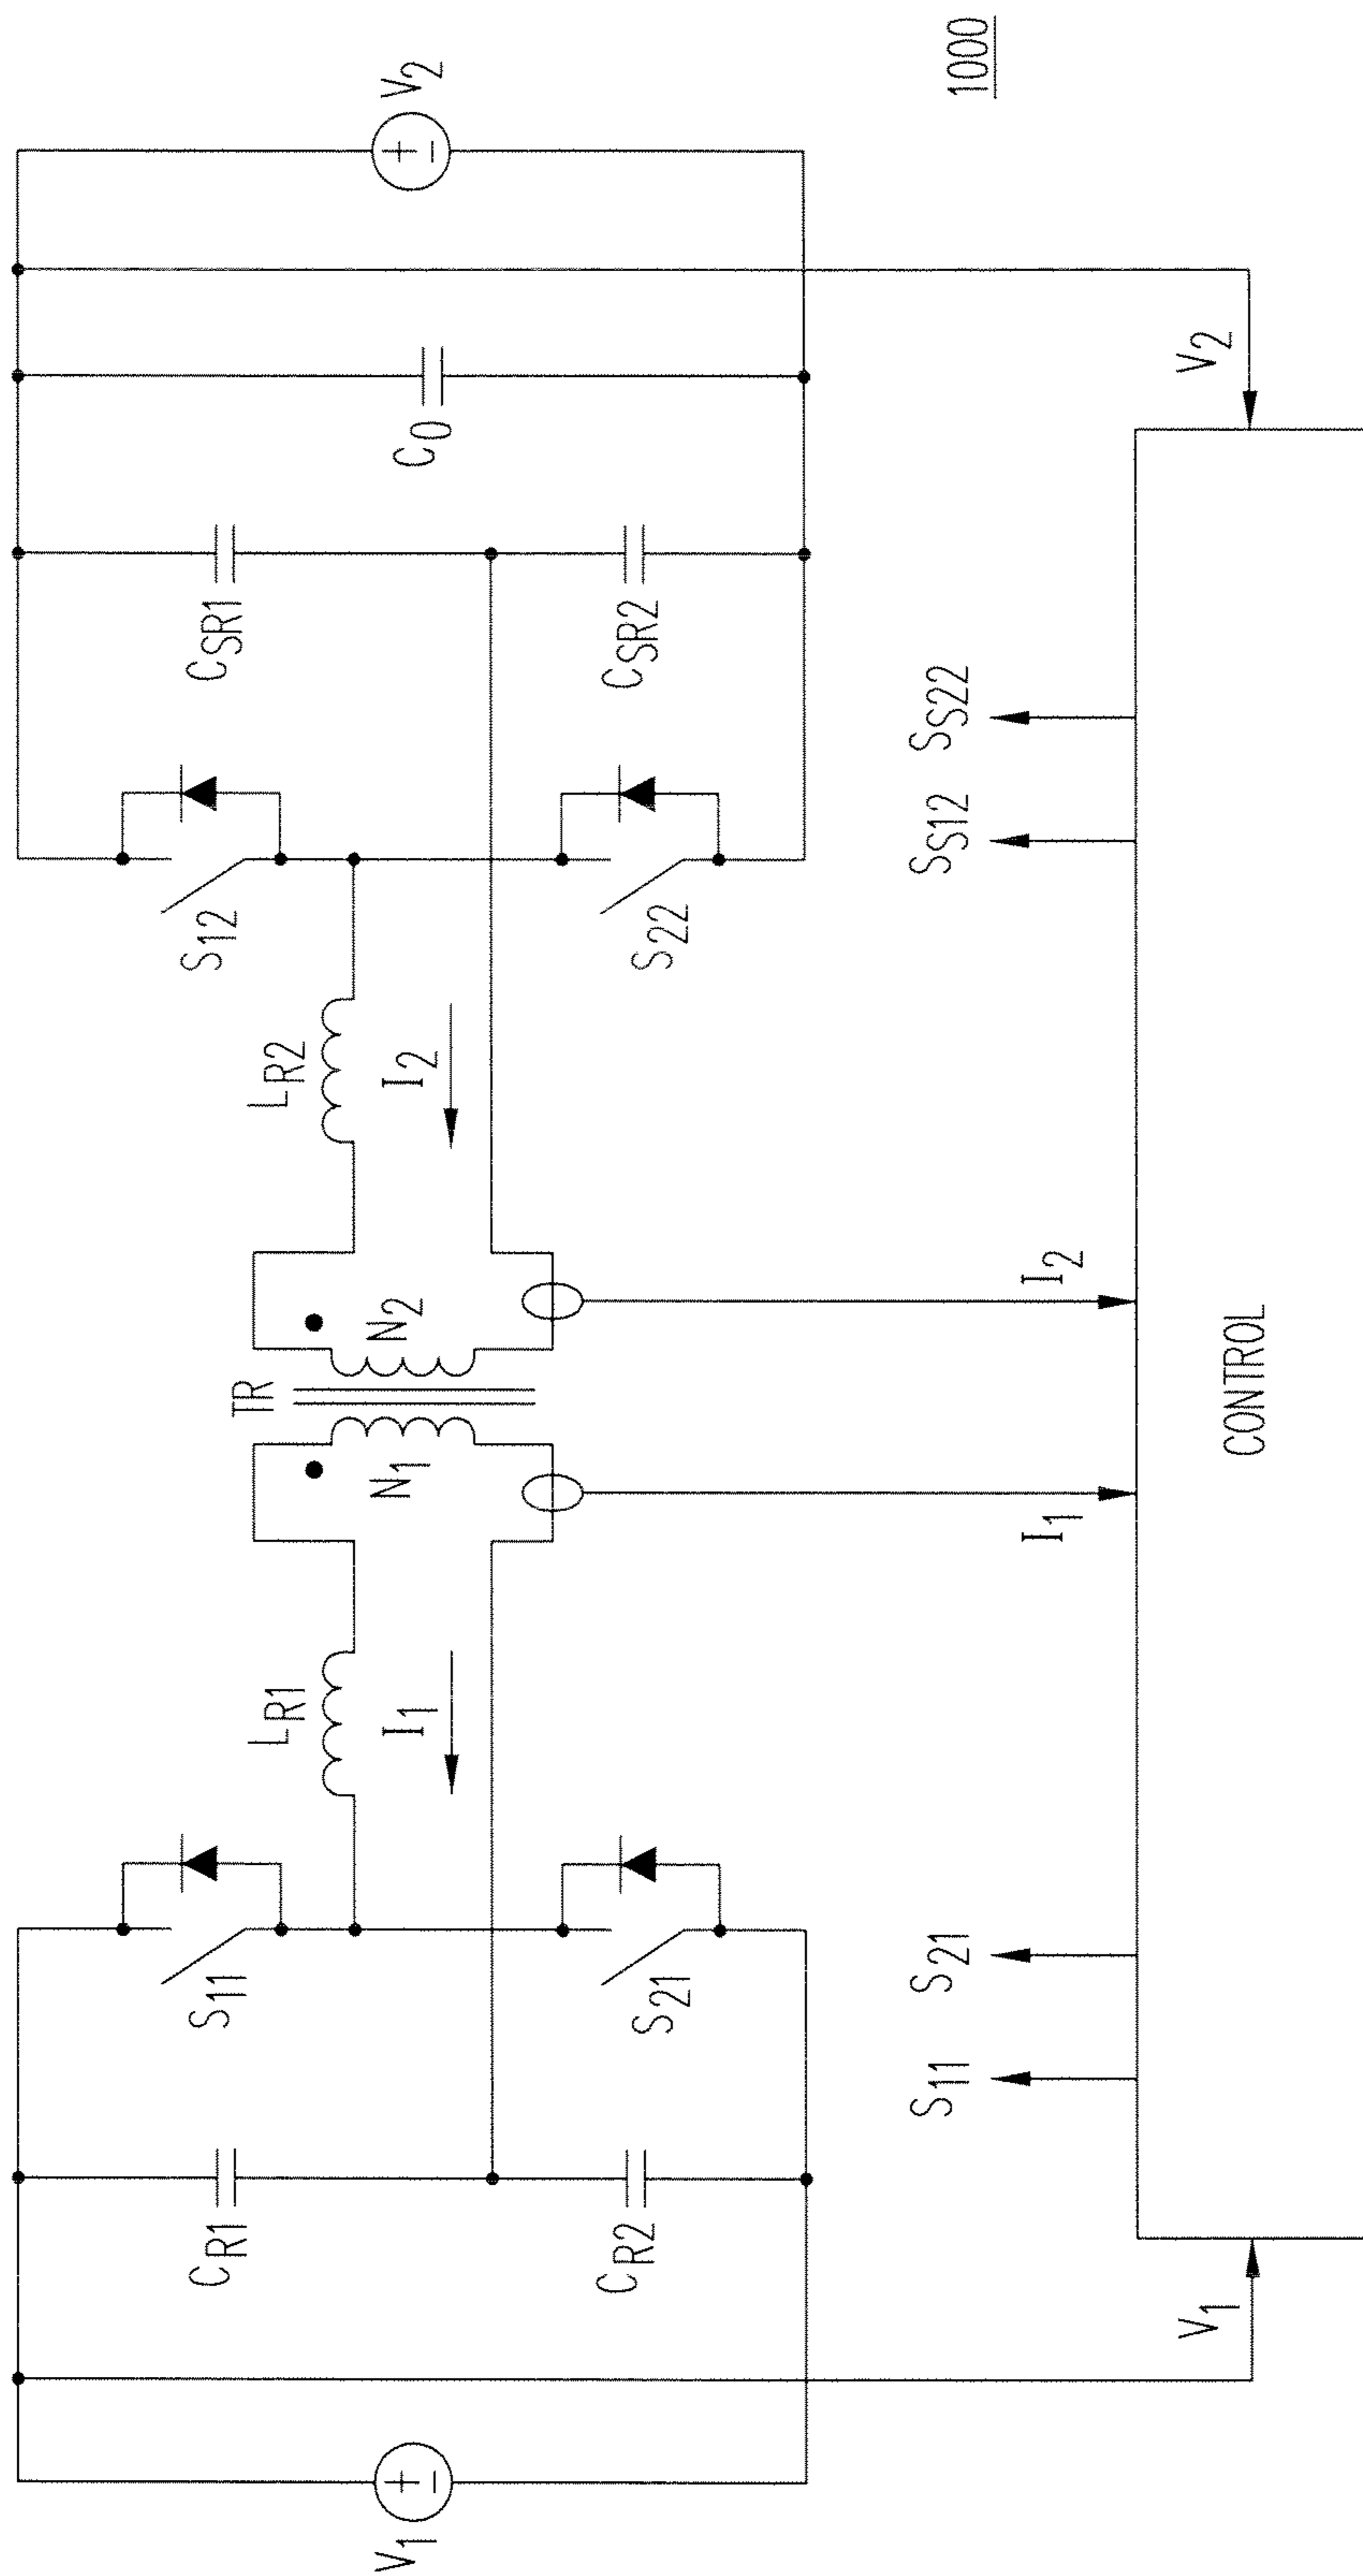 1000
V1
CR1
CR2
S11
S21
LR1
I1
TR
N1
N2
LR2
I2
S12
S22
CSR1
CSR2
C0
V2
V1
S11
S21
I1
I2
SS12
SS22
V2
CONTROL